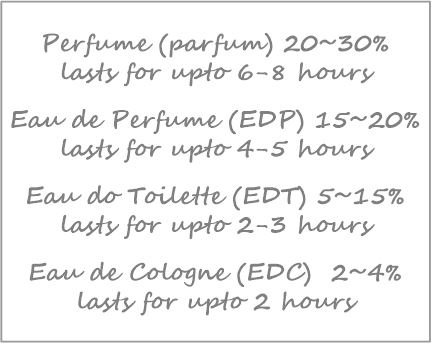 Perfume (parfum) 20~30%
lasts for upto 6-8 hours
Eau de Perfume (EDP) 15~20%
lasts for upto 4-5 hours
Eau do Toilette (EDT) 5~15%
lasts for upto 2-3 hours
Eau de Cologne (EDC) 2~4%
lasts for upto 2 hours